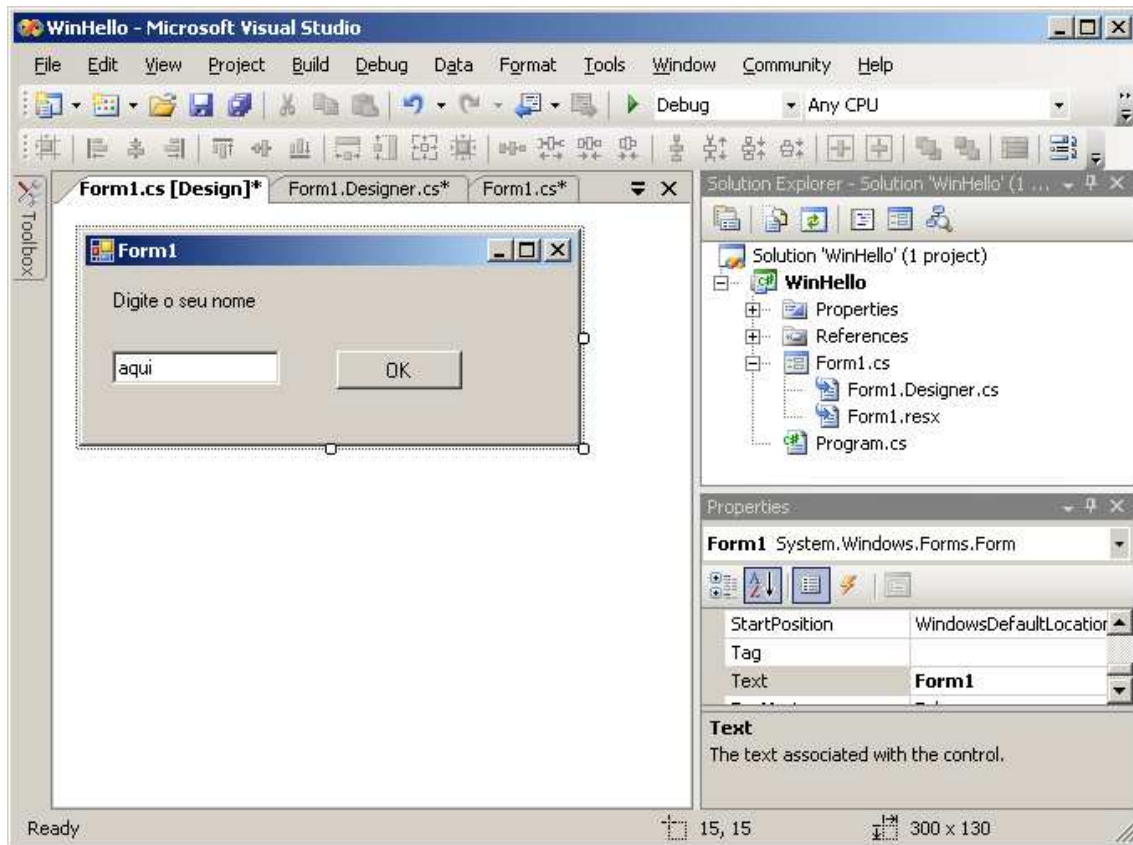 WinHello - Microsoft Visual Studio
File Edit View Project Build Debug Data Format Tools Window Community Help
Debug Any CPU
Toolbox
Form1.cs [Design]* Form1.Designer.cs* Form1.cs*
Form1
Digite o seu nome
aqui OK
Solution Explorer - Solution 'WinHello' (1 ...
Solution 'WinHello' (1 project)
WinHello
Properties
References
Form1.cs
Form1.Designer.cs
Form1.resx
Program.cs
Properties
Form1 System.Windows.Forms.Form
StartPosition WindowsDefaultLocation
Tag
Text Form1
Text
The text associated with the control.
Ready 15, 15 300 x 130